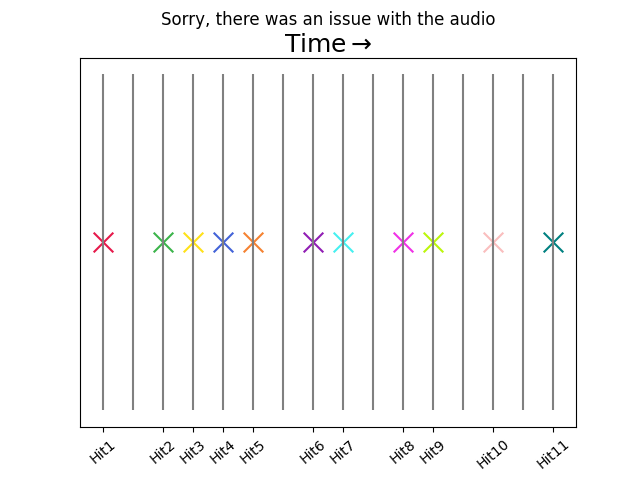 Sorry, there was an issue with the audio
Time→
Hit1 Hit2 Hit3 Hit4 Hit5 Hit6 Hit7 Hit8 Hit9 Hit10 Hit11